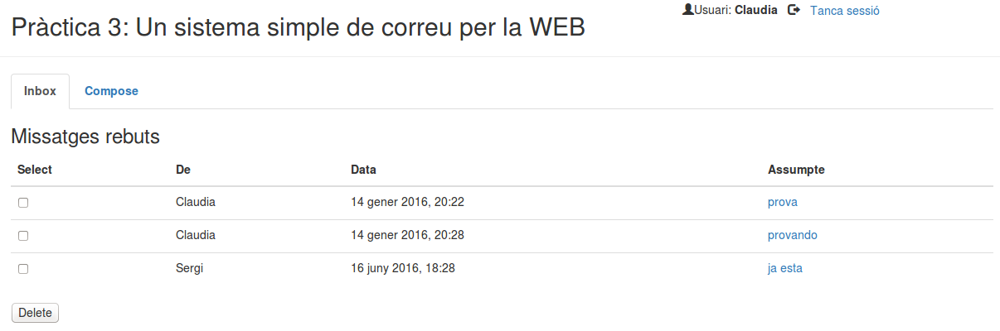 Pràctica 3: Un sistema simple de correu per la WEB
Usuari: Claudia Tanca sessió
Inbox Compose
Missatges rebuts
Select De Data Assumpte
Claudia 14 gener 2016, 20:22 prova
Claudia 14 gener 2016, 20:28 provando
Sergi 16 juny 2016, 18:28 ja esta
Delete